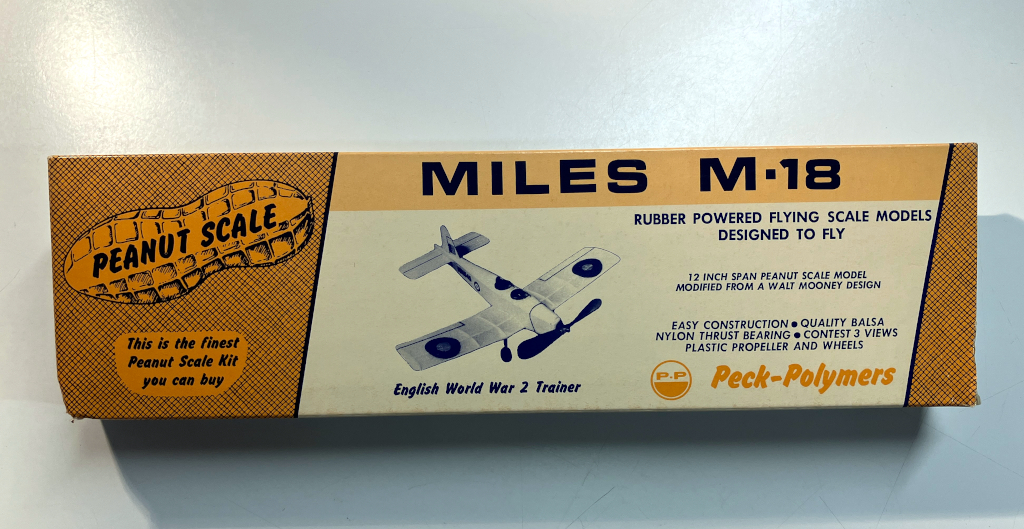 PEANUT SCALE
This is the finest
Peanut Scale Kit
you can buy
MILES M·18
RUBBER POWERED FLYING SCALE MODELS
DESIGNED TO FLY
12 INCH SPAN PEANUT SCALE MODEL
MODIFIED FROM A WALT MOONEY DESIGN
EASY CONSTRUCTION • QUALITY BALSA
NYLON THRUST BEARING • CONTEST 3 VIEWS
PLASTIC PROPELLER AND WHEELS
English World War 2 Trainer
P-P
Peck-Polymers